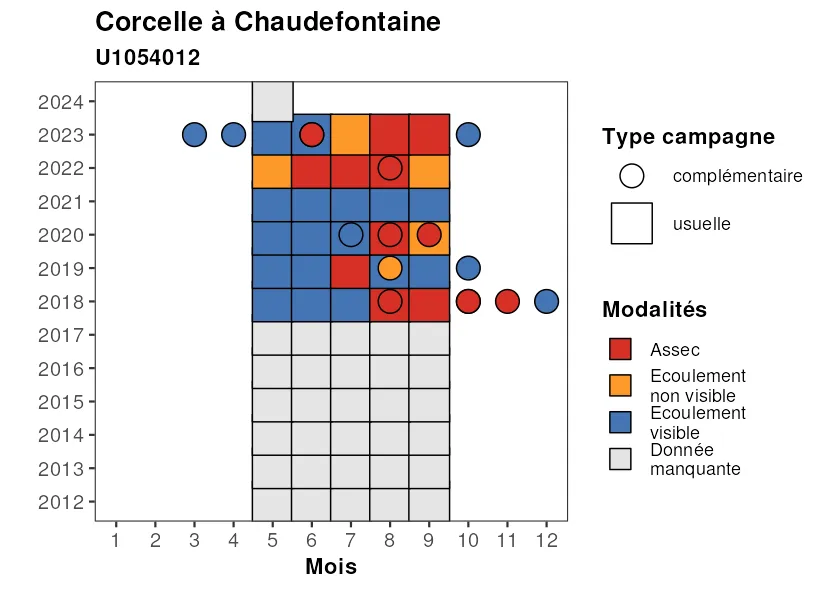 Corcelle à Chaudefontaine
U1054012
2024
2023
2022
2021
2020
2019
2018
2017
2016
2015
2014
2013
2012
1 2 3 4 5 6 7 8 9 10 11 12
Mois
Type campagne
complémentaire
usuelle
Modalités
Assec
Ecoulement
non visible
Ecoulement
visible
Donnée
manquante